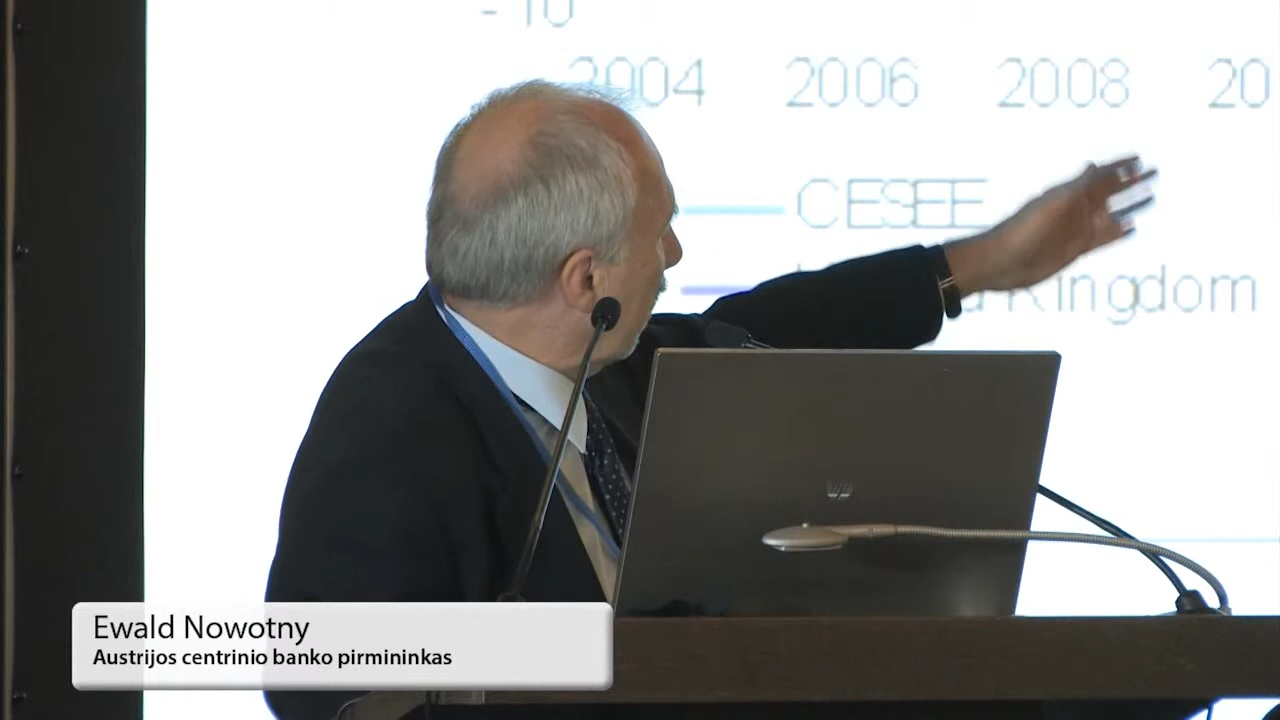 -10
2004 2006 2008 20
CESEE
Kingdom
Ewald Nowotny
Austrijos centrinio banko pirmininkas